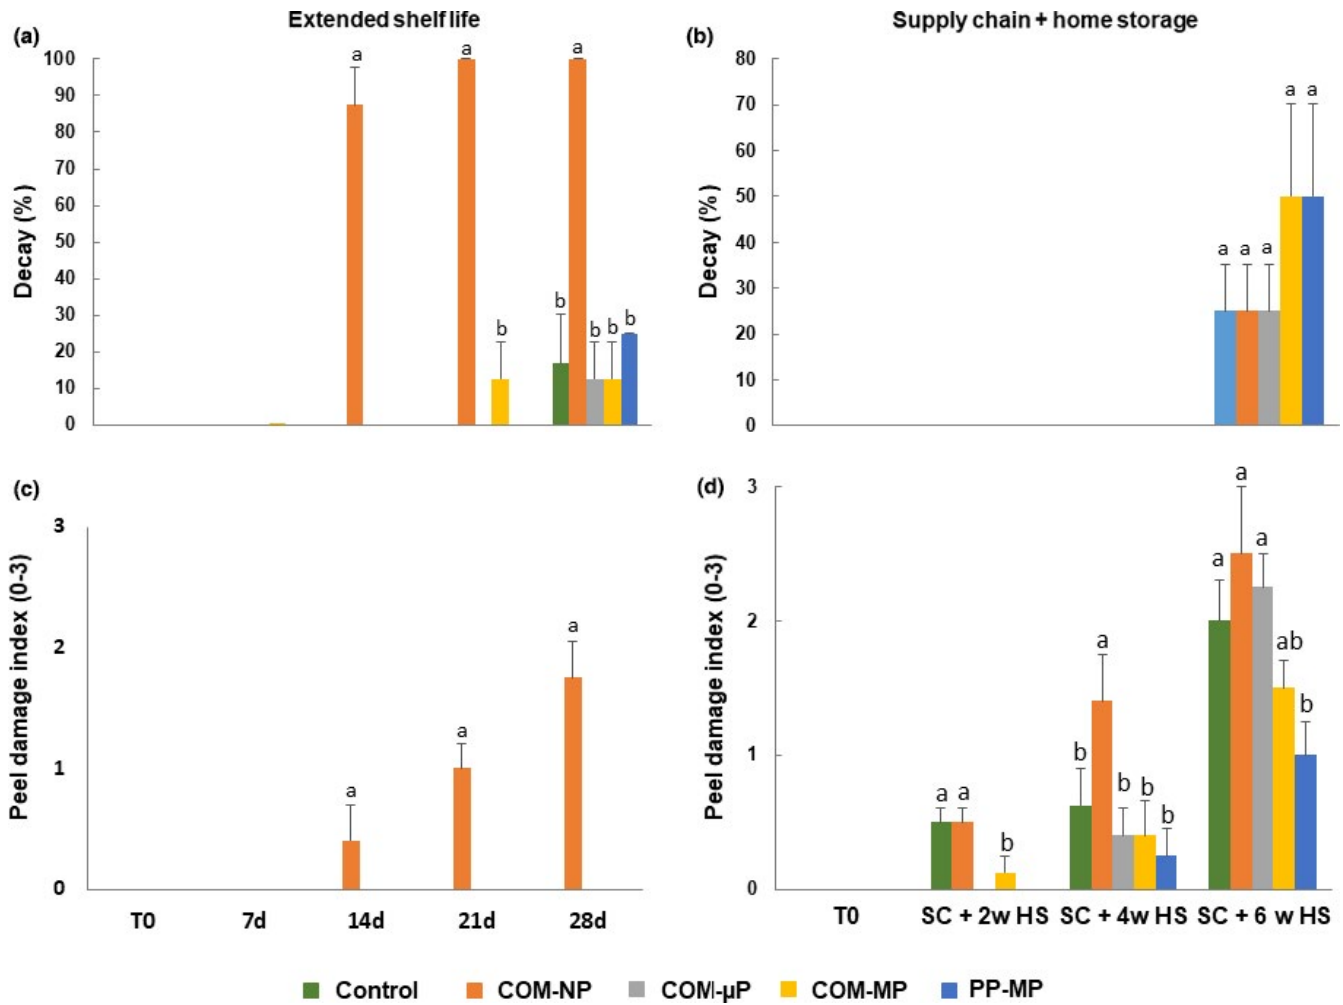 Extended shelf life
Supply chain + home storage
(a)
(b)
Decay (%)
100
90
80
70
60
50
40
30
20
10
0
a
a
a
b
b
b
b
b
Decay (%)
80
70
60
50
40
30
20
10
0
a
a
a
a
a
(c)
(d)
Peel damage index (0-3)
3
2
1
0
a
a
a
T0
7d
14d
21d
28d
Peel damage index (0-3)
3
2
1
0
a
a
b
b
a
b
b
b
a
a
a
ab
b
T0
SC + 2w HS
SC + 4w HS
SC + 6 w HS
Control
COM-NP
COM-µP
COM-MP
PP-MP